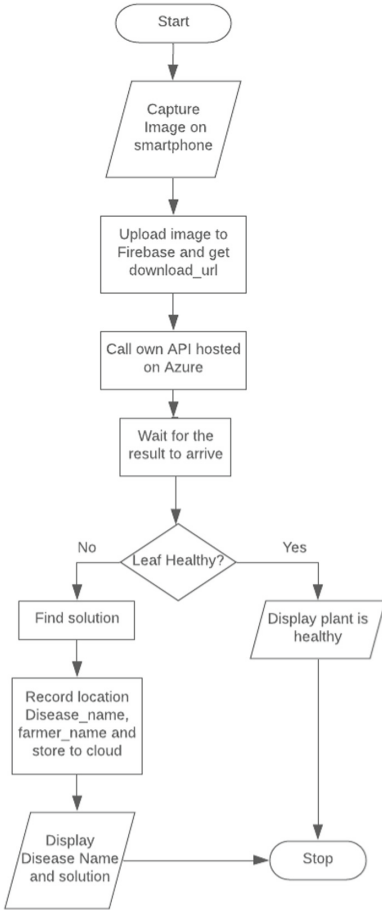 Start
Capture
Image on
smartphone
Upload image to
Firebase and get
download_url
Call own API hosted
on Azure
Wait for the
result to arrive
Leaf Healthy?
No
Yes
Find solution
Display plant is
healthy
Record location
Disease_name,
farmer_name and
store to cloud
Display
Disease Name
and solution
Stop